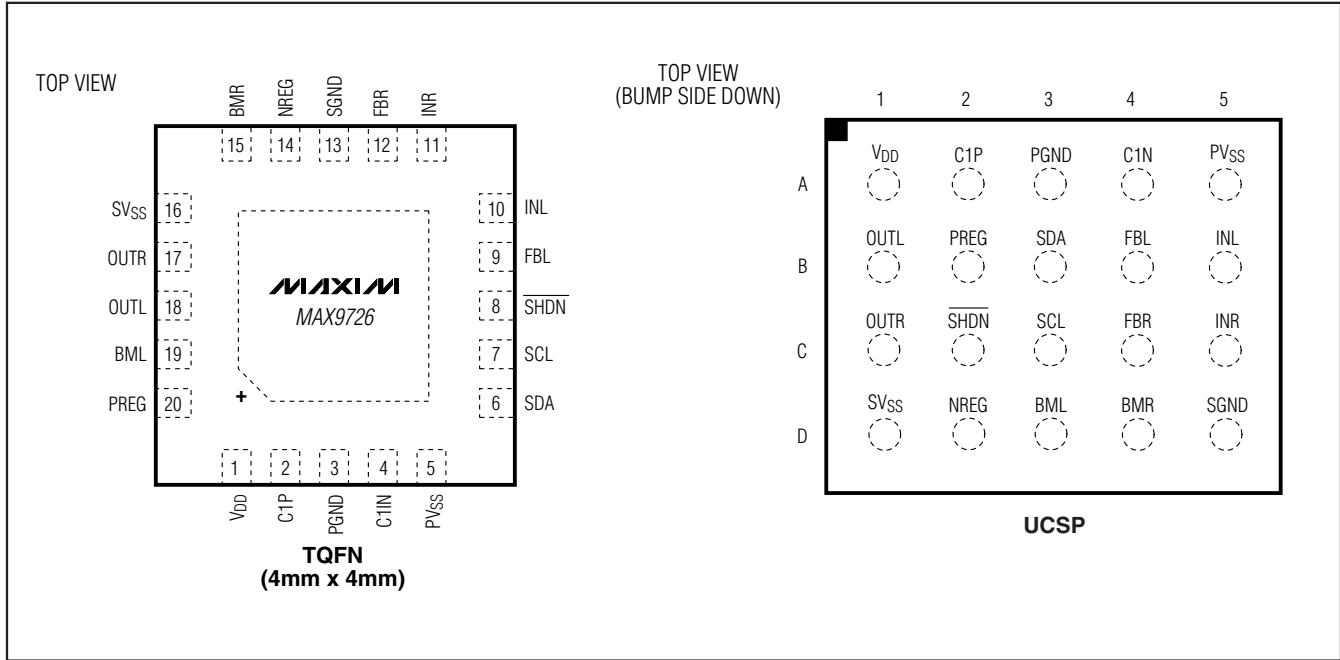 TOP VIEW
BMR NREG SGND FBR INR
15 14 13 12 11
SVSS 16 10 INL
OUTR 17 9 FBL
MAXIM
MAX9726
OUTL 18 8 SHDN
BML 19 7 SCL
PREG 20 6 SDA
+
1 2 3 4 5
VDD C1P PGND C1IN PVSS
TQFN
(4mm x 4mm)
TOP VIEW
(BUMP SIDE DOWN)
1 2 3 4 5
A VDD C1P PGND C1N PVSS
B OUTL PREG SDA FBL INL
C OUTR SHDN SCL FBR INR
D SVSS NREG BML BMR SGND
UCSP